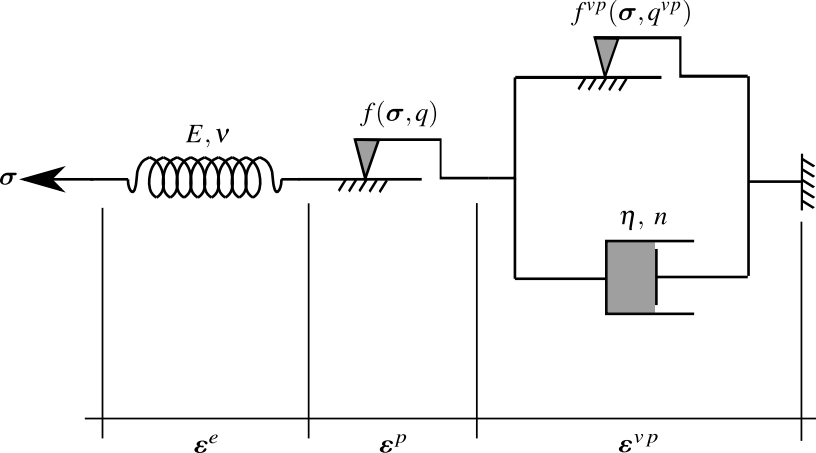 f^{vp}(σ, q^{vp})
f(σ, q)
E, ν
σ
η, n
ε^e
ε^p
ε^{vp}